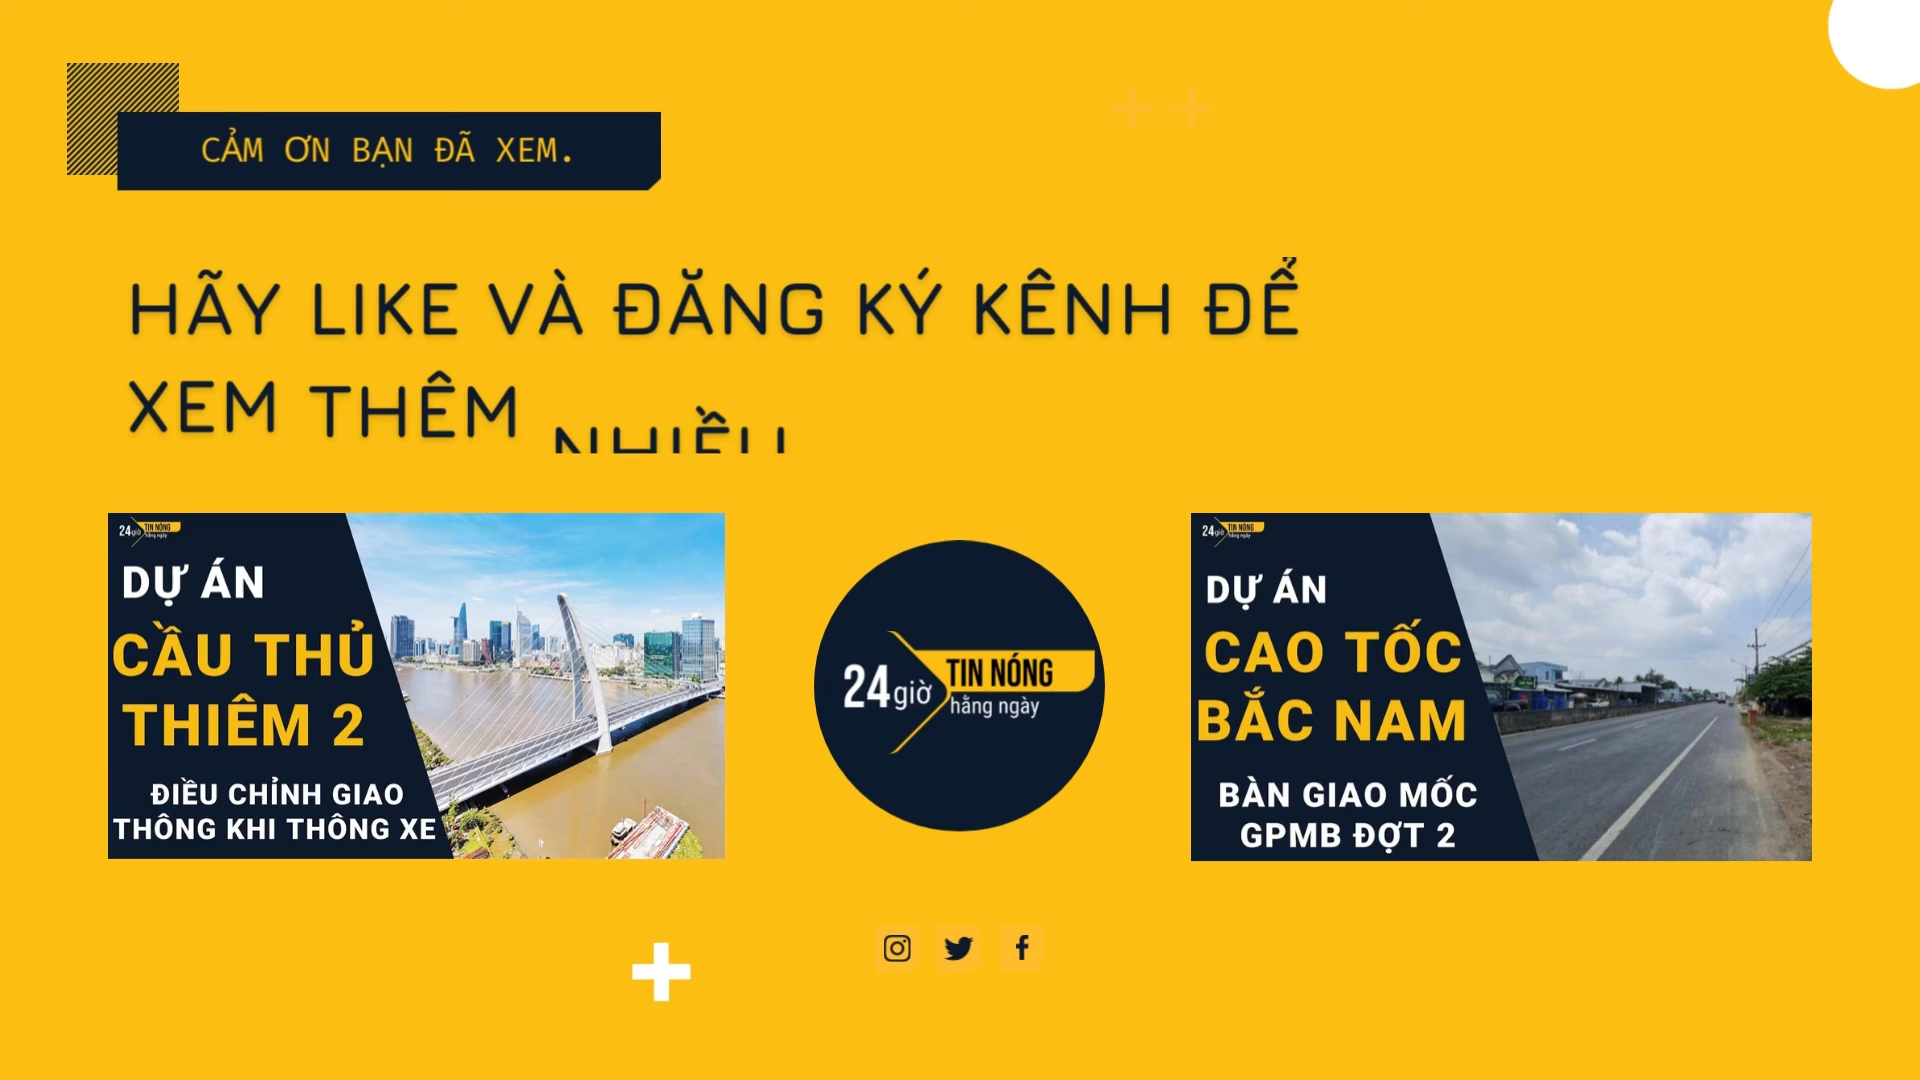 CẢM ƠN BẠN ĐÃ XEM.
HÃY LIKE VÀ ĐĂNG KÝ KÊNH ĐỂ
XEM THÊM NHIỀU
24giờ TIN NÓNG
hằng ngày
DỰ ÁN
CẦU THỦ
THIÊM 2
ĐIỀU CHỈNH GIAO
THÔNG KHI THÔNG XE
24giờ TIN NÓNG
hằng ngày
24giờ TIN NÓNG
hằng ngày
DỰ ÁN
CAO TỐC
BẮC NAM
BÀN GIAO MỐC
GPMB ĐỢT 2